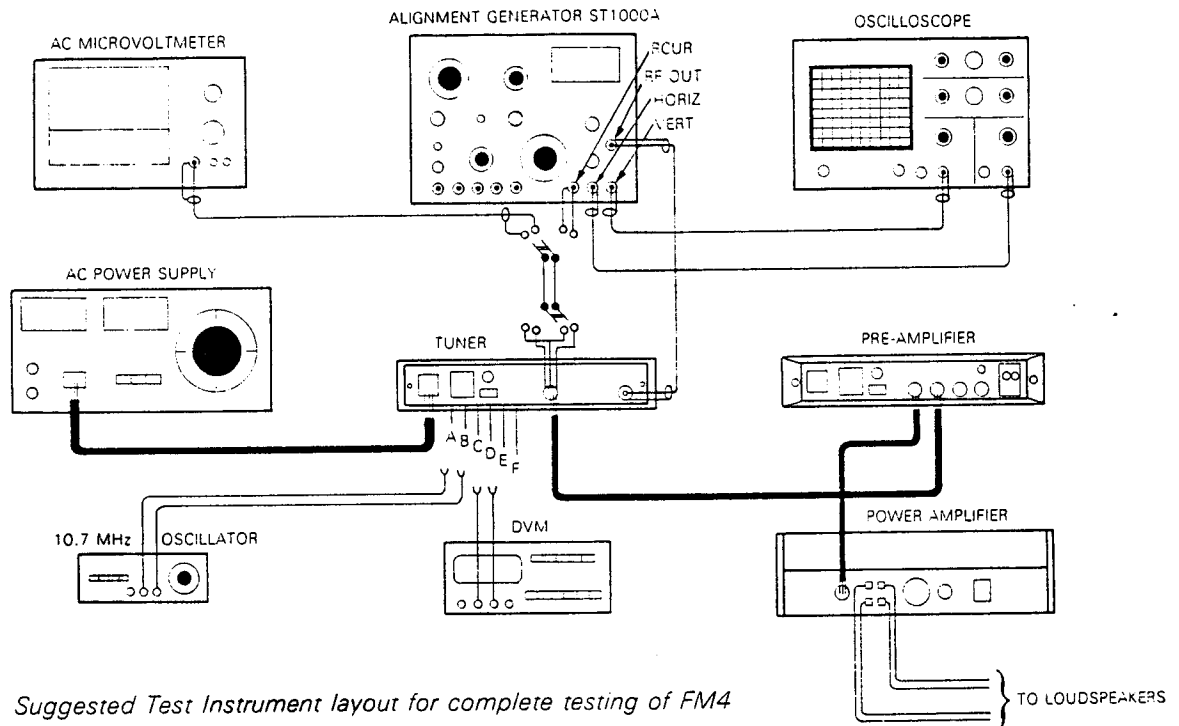 ALIGNMENT GENERATOR ST1000A
OSCILLOSCOPE
AC MICROVOLTMETER
RF OUT
HORIZ
VERT
AC POWER SUPPLY
TUNER
PRE-AMPLIFIER
A
B
C
D
E
F
10.7 MHz OSCILLATOR
DVM
POWER AMPLIFIER
TO LOUDSPEAKERS
Suggested Test Instrument layout for complete testing of FM4